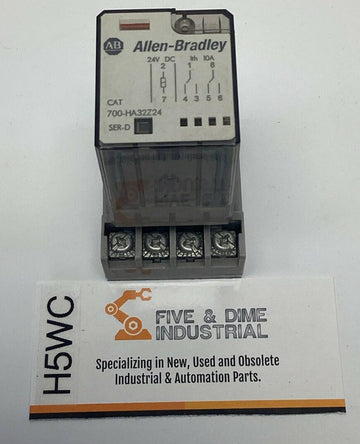 AB
Allen-Bradley
24V DC Ith 10A
2 1 8
7 4 3 5 6
CAT
700-HA32Z24
SER-D
H5WC
FIVE & DIME
INDUSTRIAL
Specializing in New, Used and Obsolete
Industrial & Automation Parts.